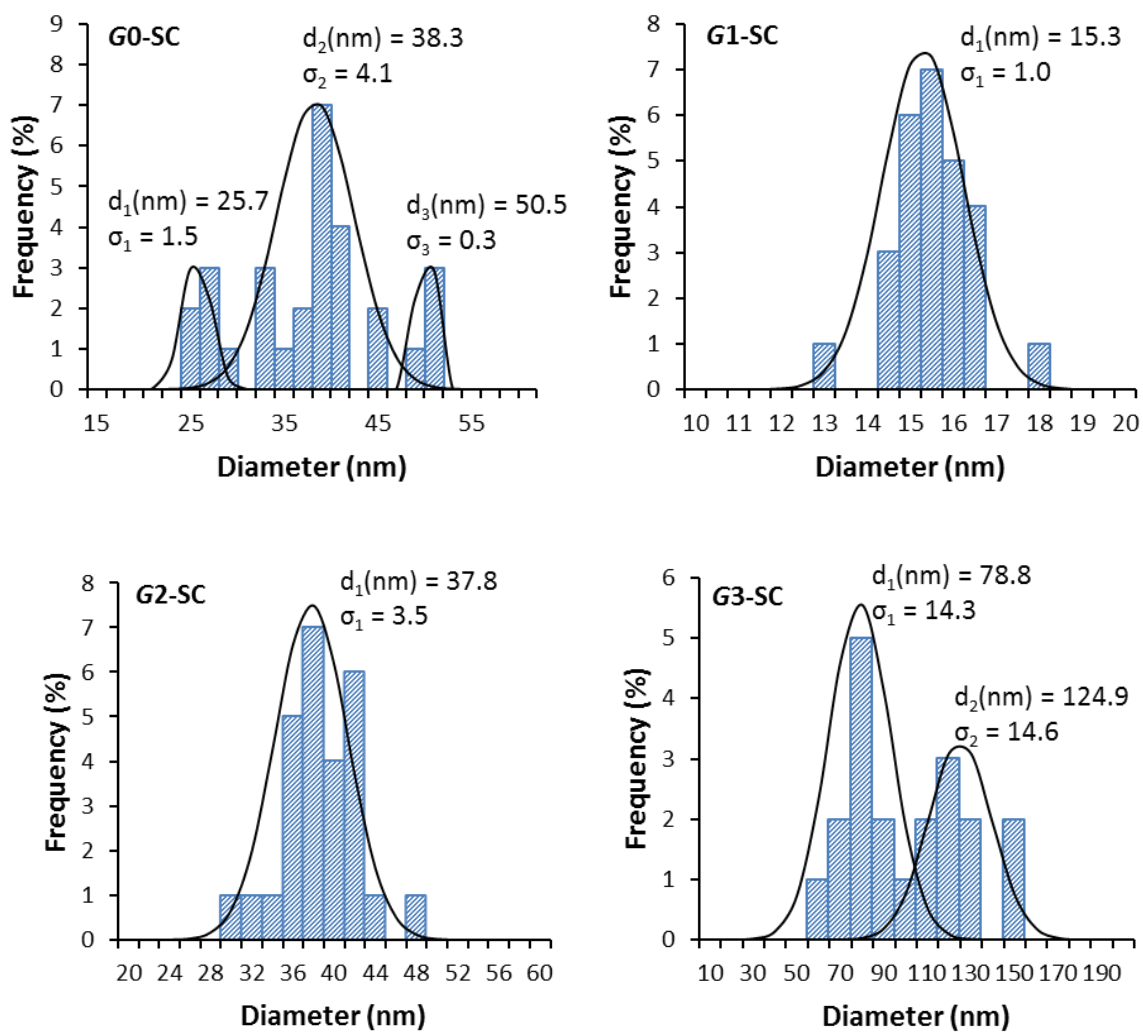 G0-SC
d₂(nm) = 38.3
σ₂ = 4.1
d₁(nm) = 25.7
σ₁ = 1.5
d₃(nm) = 50.5
σ₃ = 0.3
Frequency (%)
9
8
7
6
5
4
3
2
1
0
15 25 35 45 55
Diameter (nm)
G1-SC
d₁(nm) = 15.3
σ₁ = 1.0
Frequency (%)
8
7
6
5
4
3
2
1
0
10 10 11 12 13 14 15 15 16 17 18 19 20
Diameter (nm)
G2-SC
d₁(nm) = 37.8
σ₁ = 3.5
Frequency (%)
8
7
6
5
4
3
2
1
0
20 24 28 32 36 40 44 48 52 56 60
Diameter (nm)
G3-SC
d₁(nm) = 78.8
σ₁ = 14.3
d₂(nm) = 124.9
σ₂ = 14.6
Frequency (%)
6
5
4
3
2
1
0
10 30 50 70 90 110 130 150 170 190
Diameter (nm)